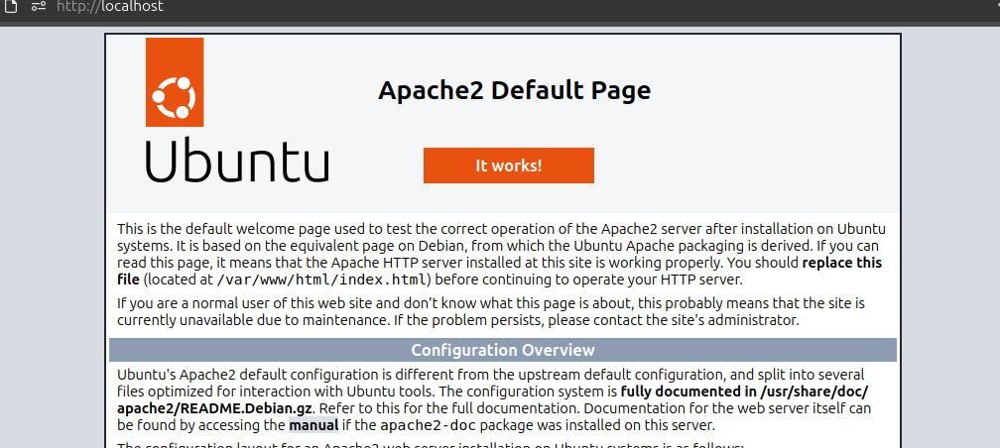 http://localhost
Apache2 Default Page
Ubuntu
It works!
This is the default welcome page used to test the correct operation of the Apache2 server after installation on Ubuntu
systems. It is based on the equivalent page on Debian, from which the Ubuntu Apache packaging is derived. If you can
read this page, it means that the Apache HTTP server installed at this site is working properly. You should replace this
file (located at /var/www/html/index.html) before continuing to operate your HTTP server.
If you are a normal user of this web site and don't know what this page is about, this probably means that the site is
currently unavailable due to maintenance. If the problem persists, please contact the site's administrator.
Configuration Overview
Ubuntu's Apache2 default configuration is different from the upstream default configuration, and split into several
files optimized for interaction with Ubuntu tools. The configuration system is fully documented in /usr/share/doc/
apache2/README.Debian.gz. Refer to this for the full documentation. Documentation for the web server itself can
be found by accessing the manual if the apache2-doc package was installed on this server.
The configuration layout for an Apache2 web server installation on Ubuntu systems is as follows: